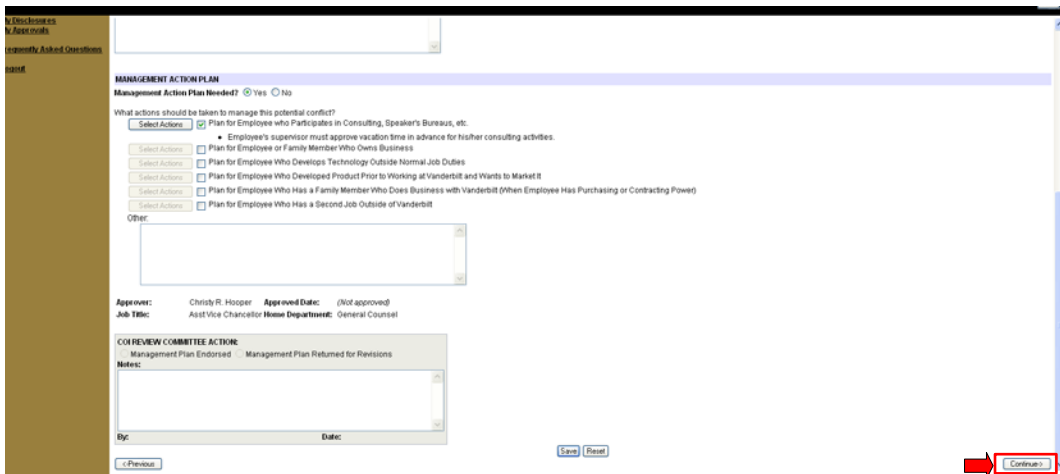 y Disclosures
y Approvals
requently Asked Questions
ogout
MANAGEMENT ACTION PLAN
Management Action Plan Needed? Yes No
What actions should be taken to manage this potential conflict?
Select Actions Plan for Employee who Participates in Consulting, Speaker's Bureaus, etc.
• Employee's supervisor must approve vacation time in advance for his/her consulting activities.
Select Actions Plan for Employee or Family Member Who Owns Business
Select Actions Plan for Employee Who Develops Technology Outside Normal Job Duties
Select Actions Plan for Employee Who Developed Product Prior to Working at Vanderbilt and Wants to Market It
Select Actions Plan for Employee Who Has a Family Member Who Does Business with Vanderbilt (When Employee Has Purchasing or Contracting Power)
Select Actions Plan for Employee Who Has a Second Job Outside of Vanderbilt
Other:
Approver: Christy R. Hooper Approved Date: (Not approved)
Job Title: Asst Vice Chancellor Home Department: General Counsel
COI REVIEW COMMITTEE ACTION:
Management Plan Endorsed Management Plan Returned for Revisions
Notes:
By: Date:
Save Reset
<Previous Continue>